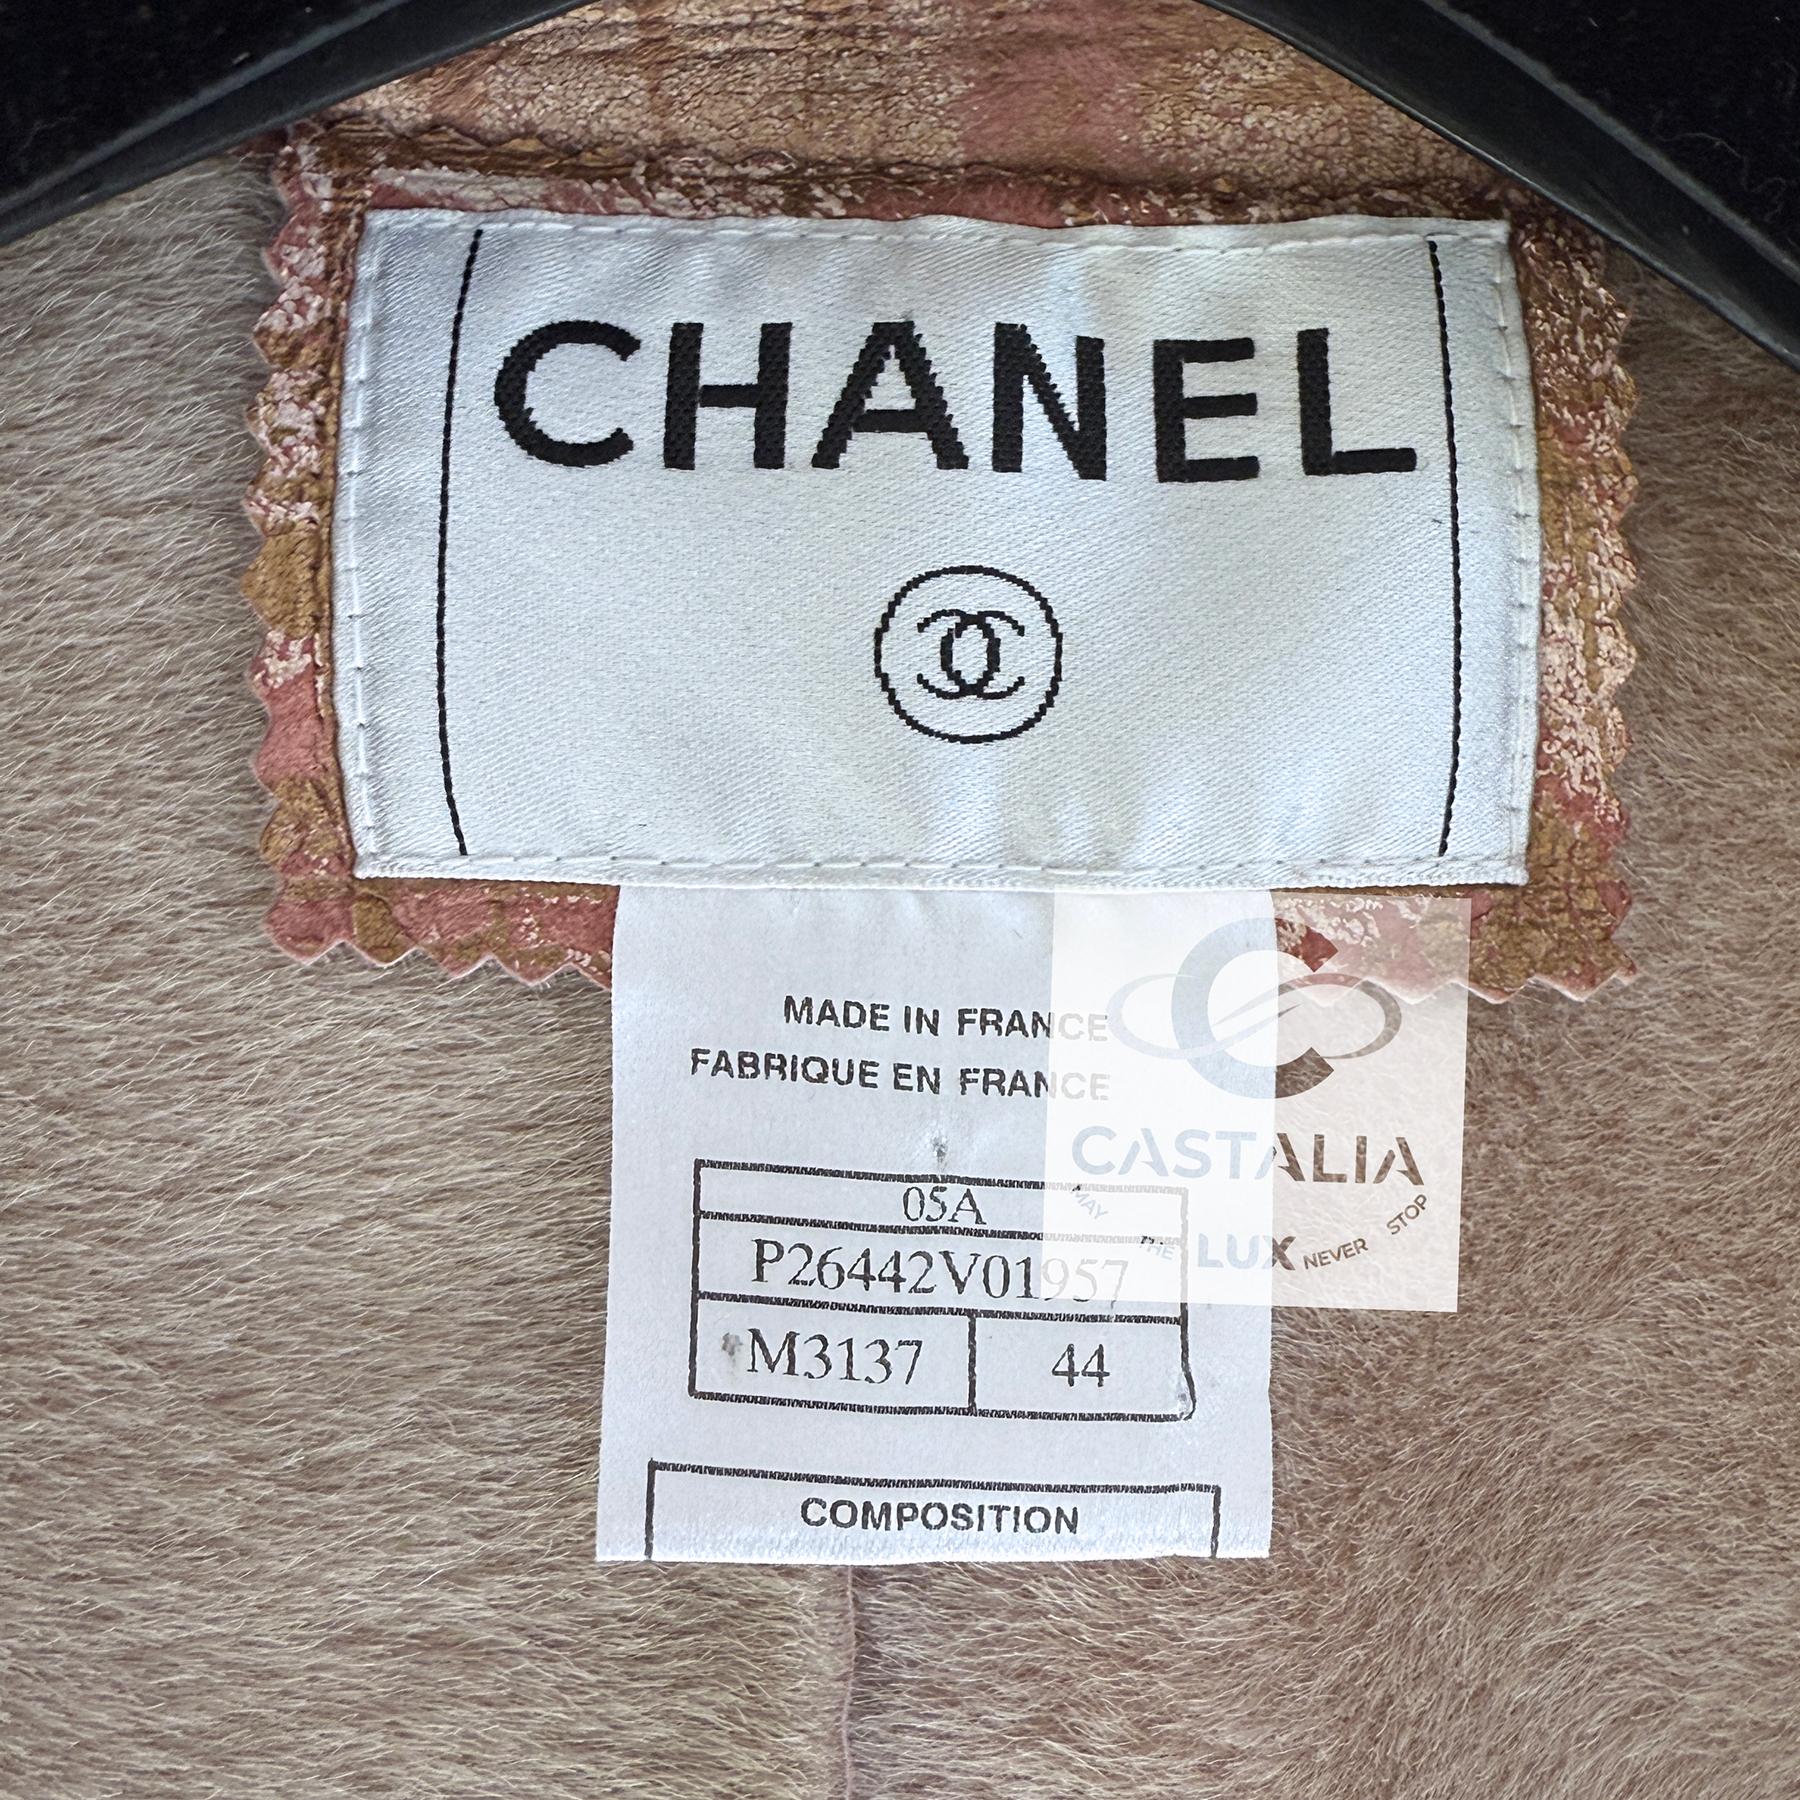 CHANEL
MADE IN FRANCE
FABRIQUE EN FRANCE
CASTALIA
MAY THE LUX NEVER STOP
05A
P26442V01957
M3137 44
COMPOSITION